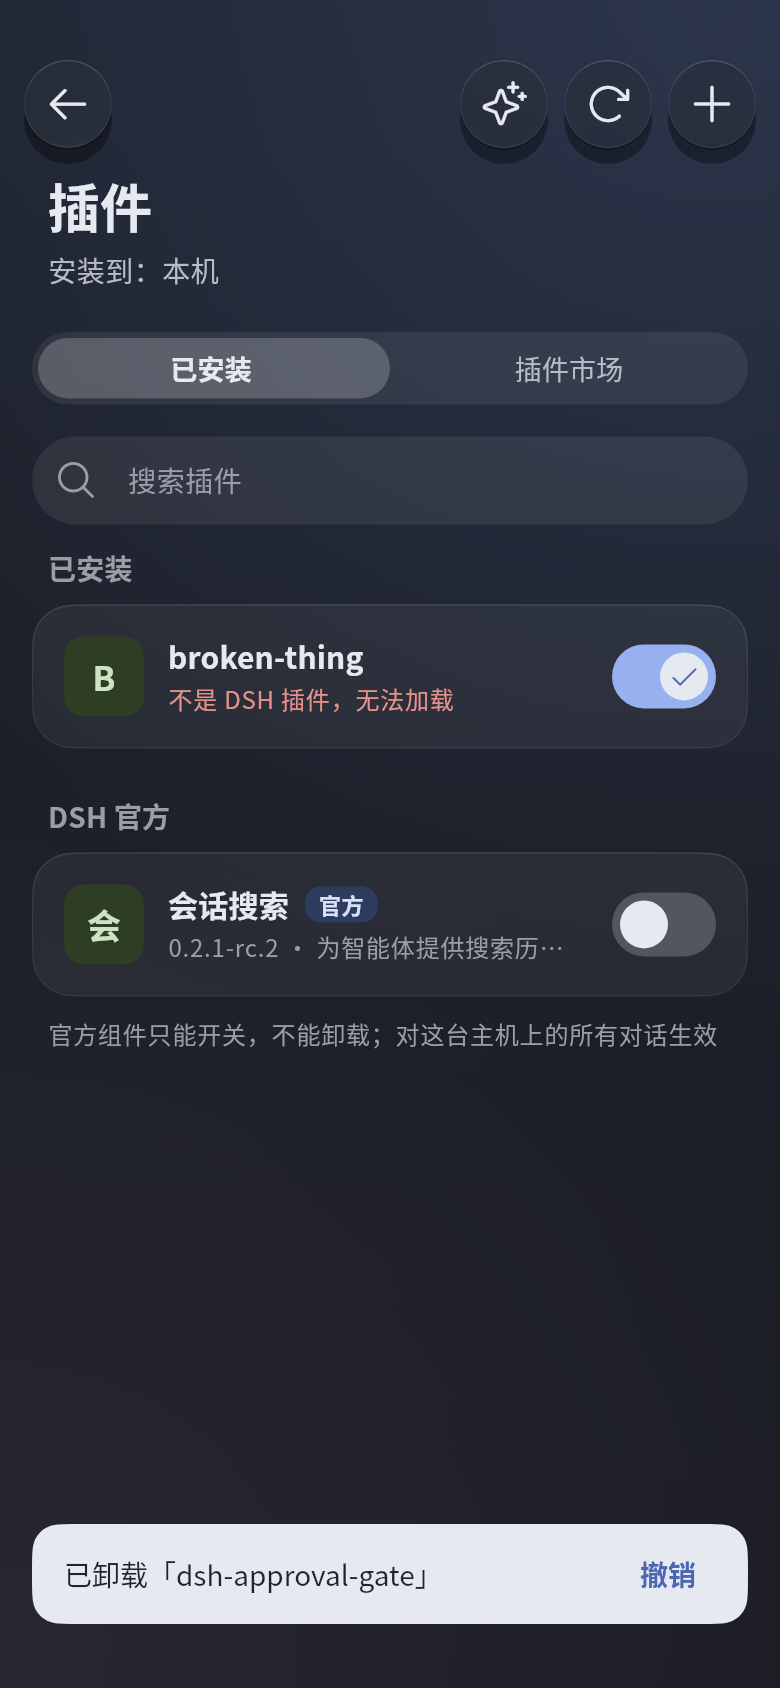 插件
安装到：本机
已安装
插件市场
搜索插件
已安装
B
broken-thing
不是 DSH 插件，无法加载
DSH 官方
会
会话搜索 官方
0.2.1-rc.2 · 为智能体提供搜索历…
官方组件只能开关，不能卸载；对这台主机上的所有对话生效
已卸载「dsh-approval-gate」 撤销